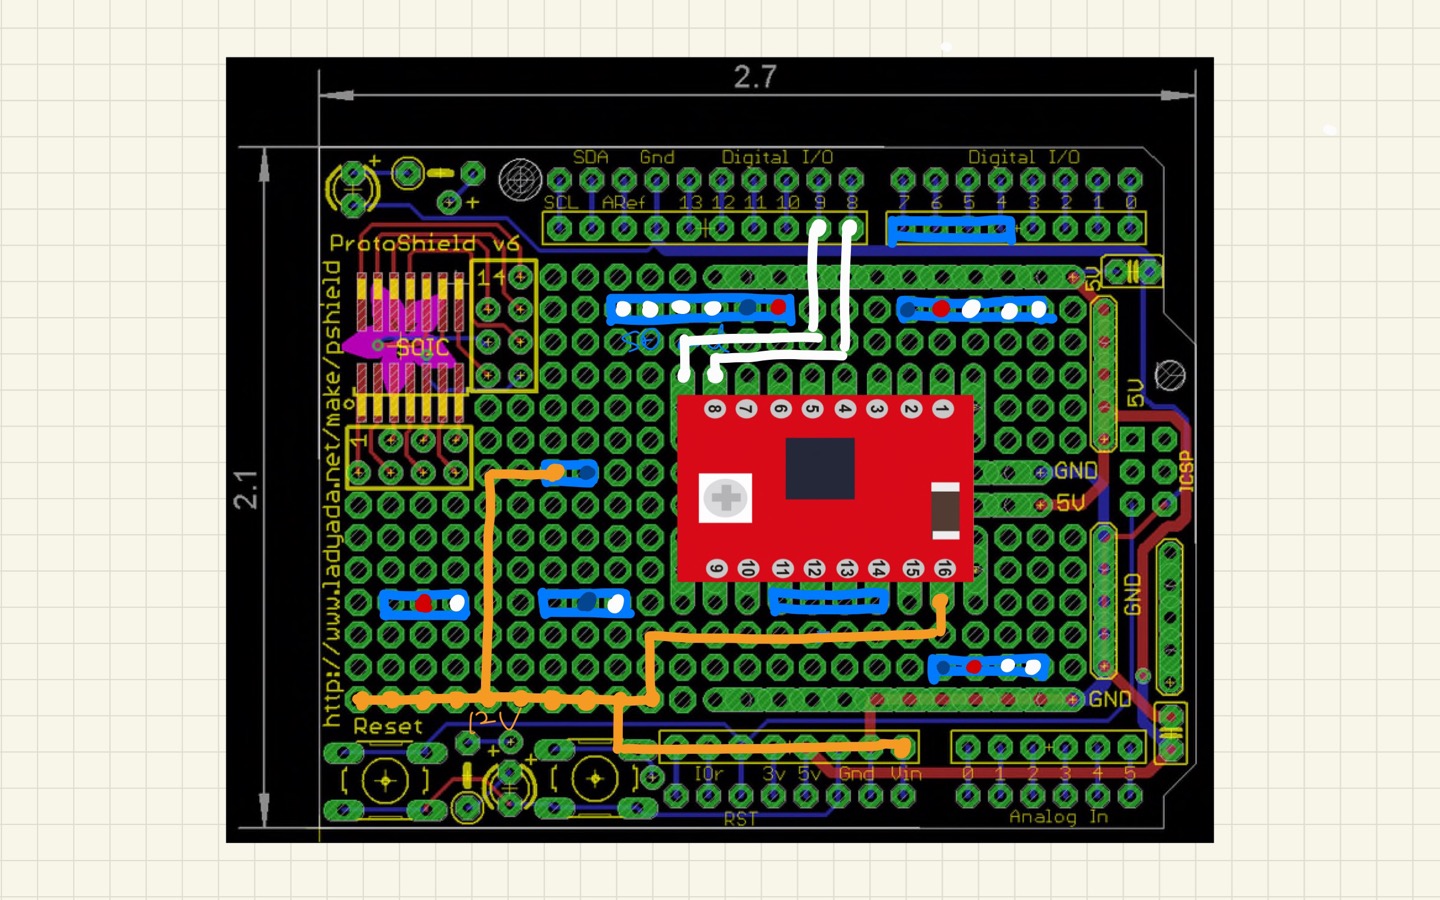 2.7
SDA Gnd Digital I/O Digital I/O
SCL ARef 13 12 11 10 9 8 7 6 5 4 3 2 1 0
ProtoShield v6
14
5V
SOIC
8 7 6 5 4 3 2 1
5V
1
GND
ICSP
5V
2.1
http://www.ladyada.net/make/pshield
9 10 11 12 13 14 15 16
GND
GND
12V
Reset
IOr 3v 5v Gnd Vin 0 1 2 3 4 5
RST
Analog In